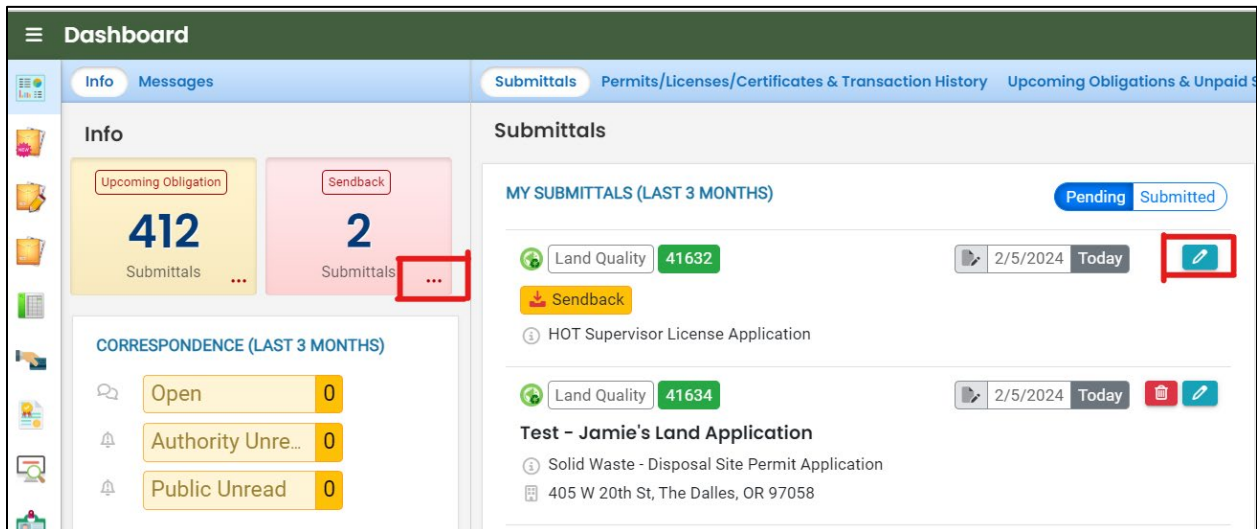 Dashboard
Info Messages
Submittals Permits/Licenses/Certificates & Transaction History Upcoming Obligations & Unpaid
Info
Upcoming Obligation
412
Submittals ...
Sendback
2
Submittals ...
CORRESPONDENCE (LAST 3 MONTHS)
Open 0
Authority Unre... 0
Public Unread 0
Submittals
MY SUBMITTALS (LAST 3 MONTHS) Pending Submitted
Land Quality 41632 2/5/2024 Today
Sendback
HOT Supervisor License Application
Land Quality 41634 2/5/2024 Today
Test - Jamie's Land Application
Solid Waste - Disposal Site Permit Application
405 W 20th St, The Dalles, OR 97058